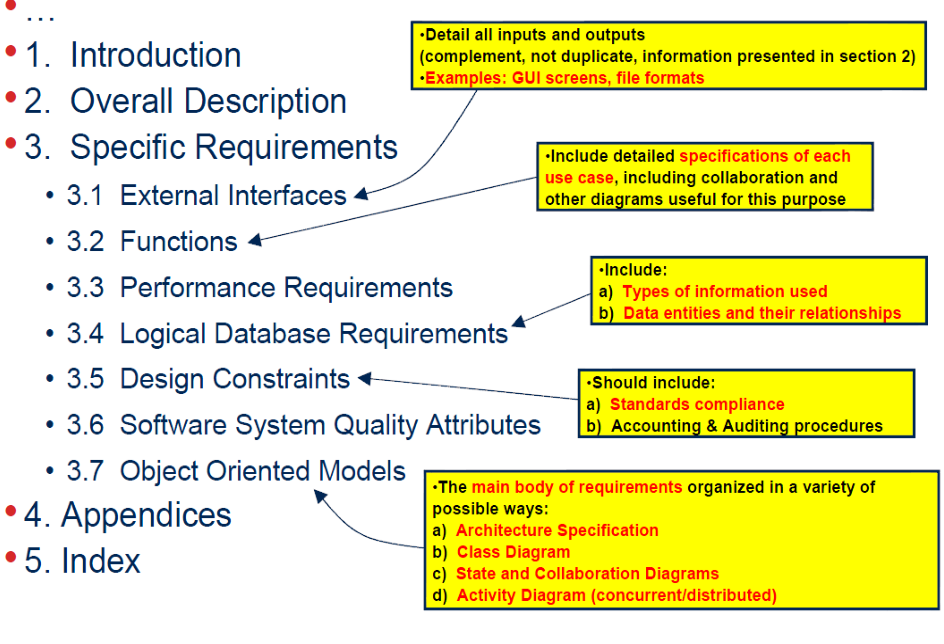 • ...
• 1. Introduction
• 2. Overall Description
• 3. Specific Requirements
• 3.1 External Interfaces
• 3.2 Functions
• 3.3 Performance Requirements
• 3.4 Logical Database Requirements
• 3.5 Design Constraints
• 3.6 Software System Quality Attributes
• 3.7 Object Oriented Models
• 4. Appendices
• 5. Index
•Detail all inputs and outputs
(complement, not duplicate, information presented in section 2)
•Examples: GUI screens, file formats
•Include detailed specifications of each
use case, including collaboration and
other diagrams useful for this purpose
•Include:
a) Types of information used
b) Data entities and their relationships
•Should include:
a) Standards compliance
b) Accounting & Auditing procedures
•The main body of requirements organized in a variety of
possible ways:
a) Architecture Specification
b) Class Diagram
c) State and Collaboration Diagrams
d) Activity Diagram (concurrent/distributed)